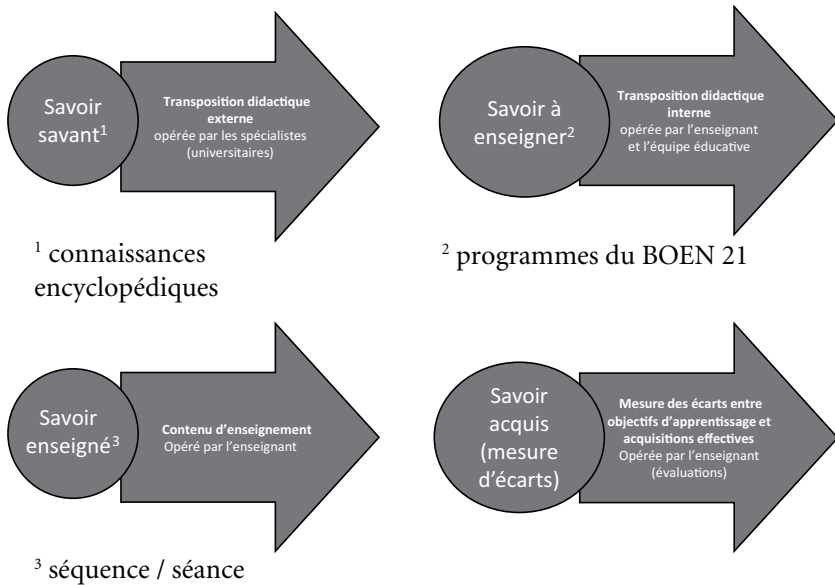 Savoir
savant¹
Transposition didactique
externe
opérée par les spécialistes
(universitaires)
¹ connaissances
encyclopédiques
Savoir à
enseigner²
Transposition didactique
interne
opérée par l'enseignant
et l'équipe éducative
² programmes du BOEN 21
Savoir
enseigné³
Contenu d'enseignement
Opéré par l'enseignant
³ séquence / séance
Savoir
acquis
(mesure
d'écarts)
Mesure des écarts entre
objectifs d'apprentissage et
acquisitions effectives
Opérée par l'enseignant
(évaluations)